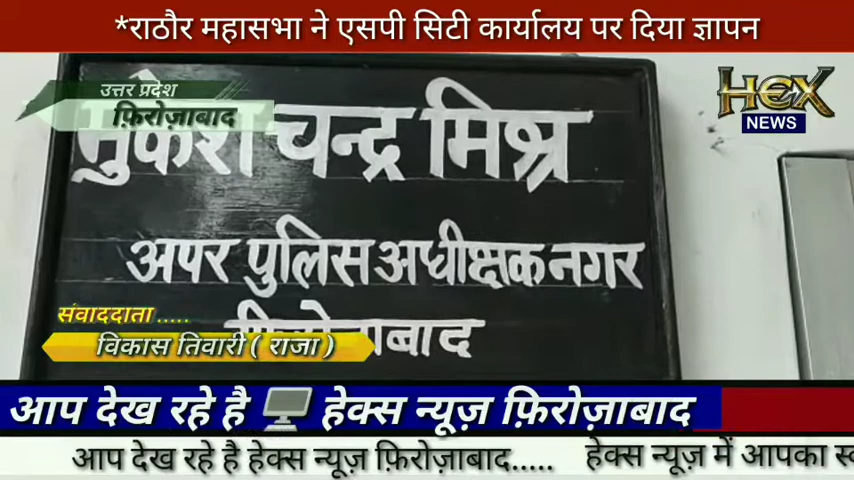 *राठौर महासभा ने एसपी सिटी कार्यालय पर दिया ज्ञापन
उत्तर प्रदेश
फ़िरोज़ाबाद
HEX
NEWS
चन्द्र मिश्र
अपर पुलिस अधीक्षक नगर
संवाददाता .....
विकास तिवारी ( राजा )
आप देख रहे है हेक्स न्यूज़ फ़िरोज़ाबाद
आप देख रहे है हेक्स न्यूज़ फ़िरोज़ाबाद..... हेक्स न्यूज़ में आपका